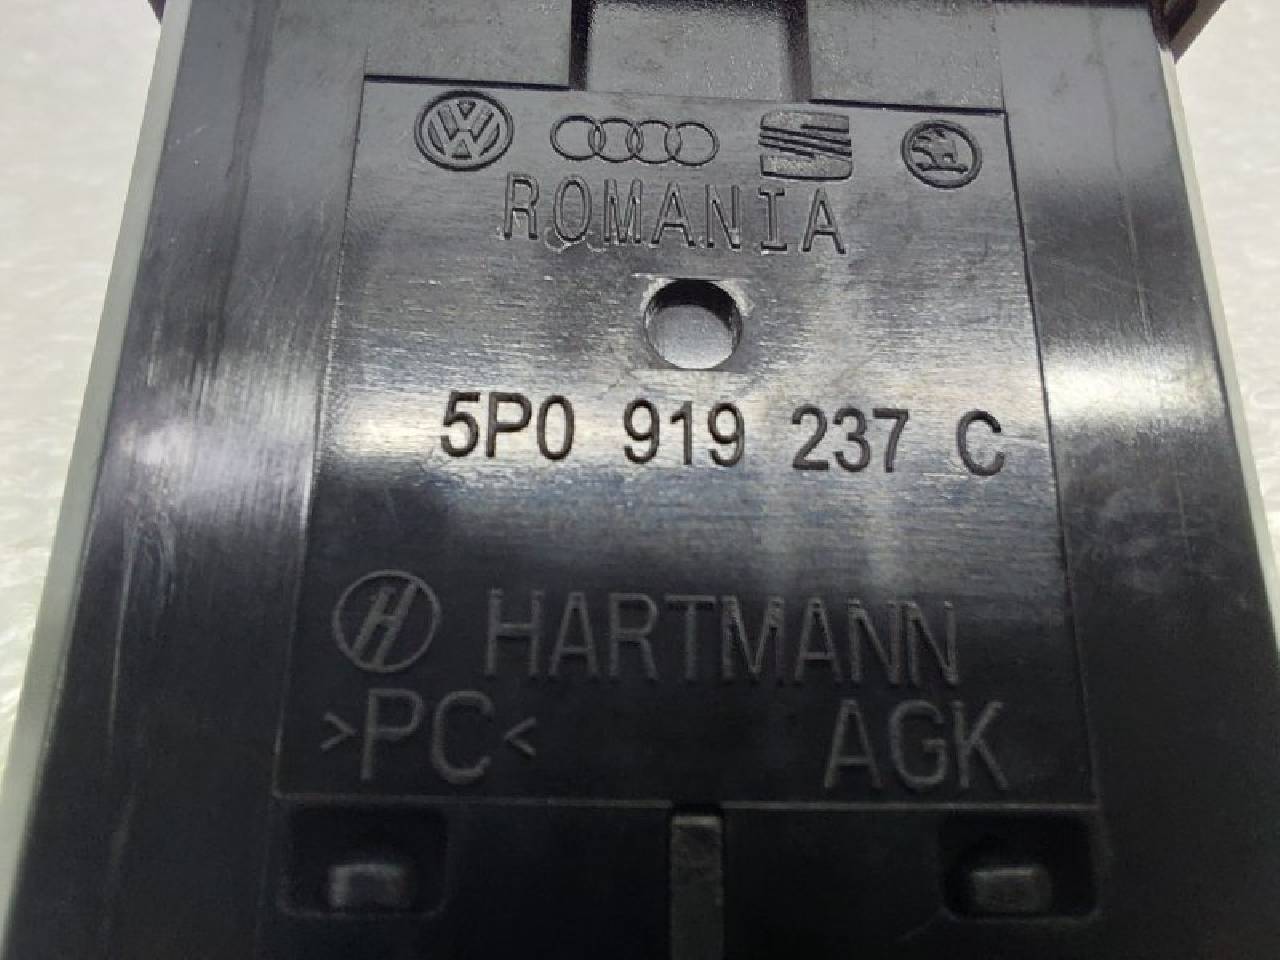 ROMANIA
5P0 919 237 C
H HARTMANN
>PC< AGK